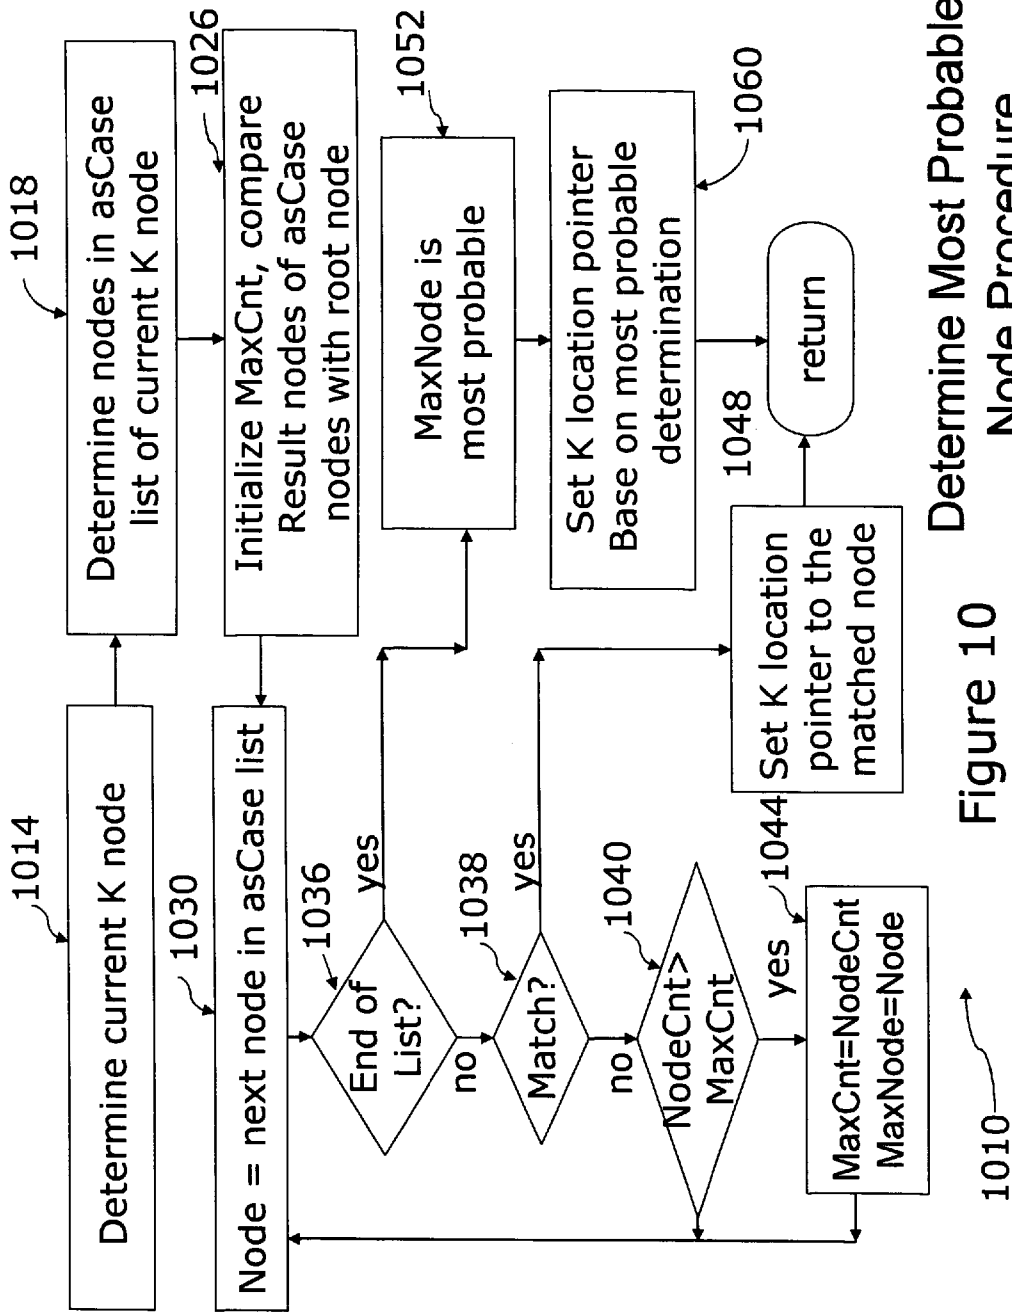 1014
Determine current K node
1018
Determine nodes in asCase
list of current K node
1026
Initialize MaxCnt, compare
Result nodes of asCase
nodes with root node
1030
Node = next node in asCase list
1036
End of
List?
yes
no
1038
Match?
yes
no
1040
NodeCnt>
MaxCnt
yes
1044
MaxCnt=NodeCnt
MaxNode=Node
1052
MaxNode is
most probable
1060
Set K location pointer
Base on most probable
determination
1048
Set K location
pointer to the
matched node
return
1010
Figure 10
Determine Most Probable
Node Procedure